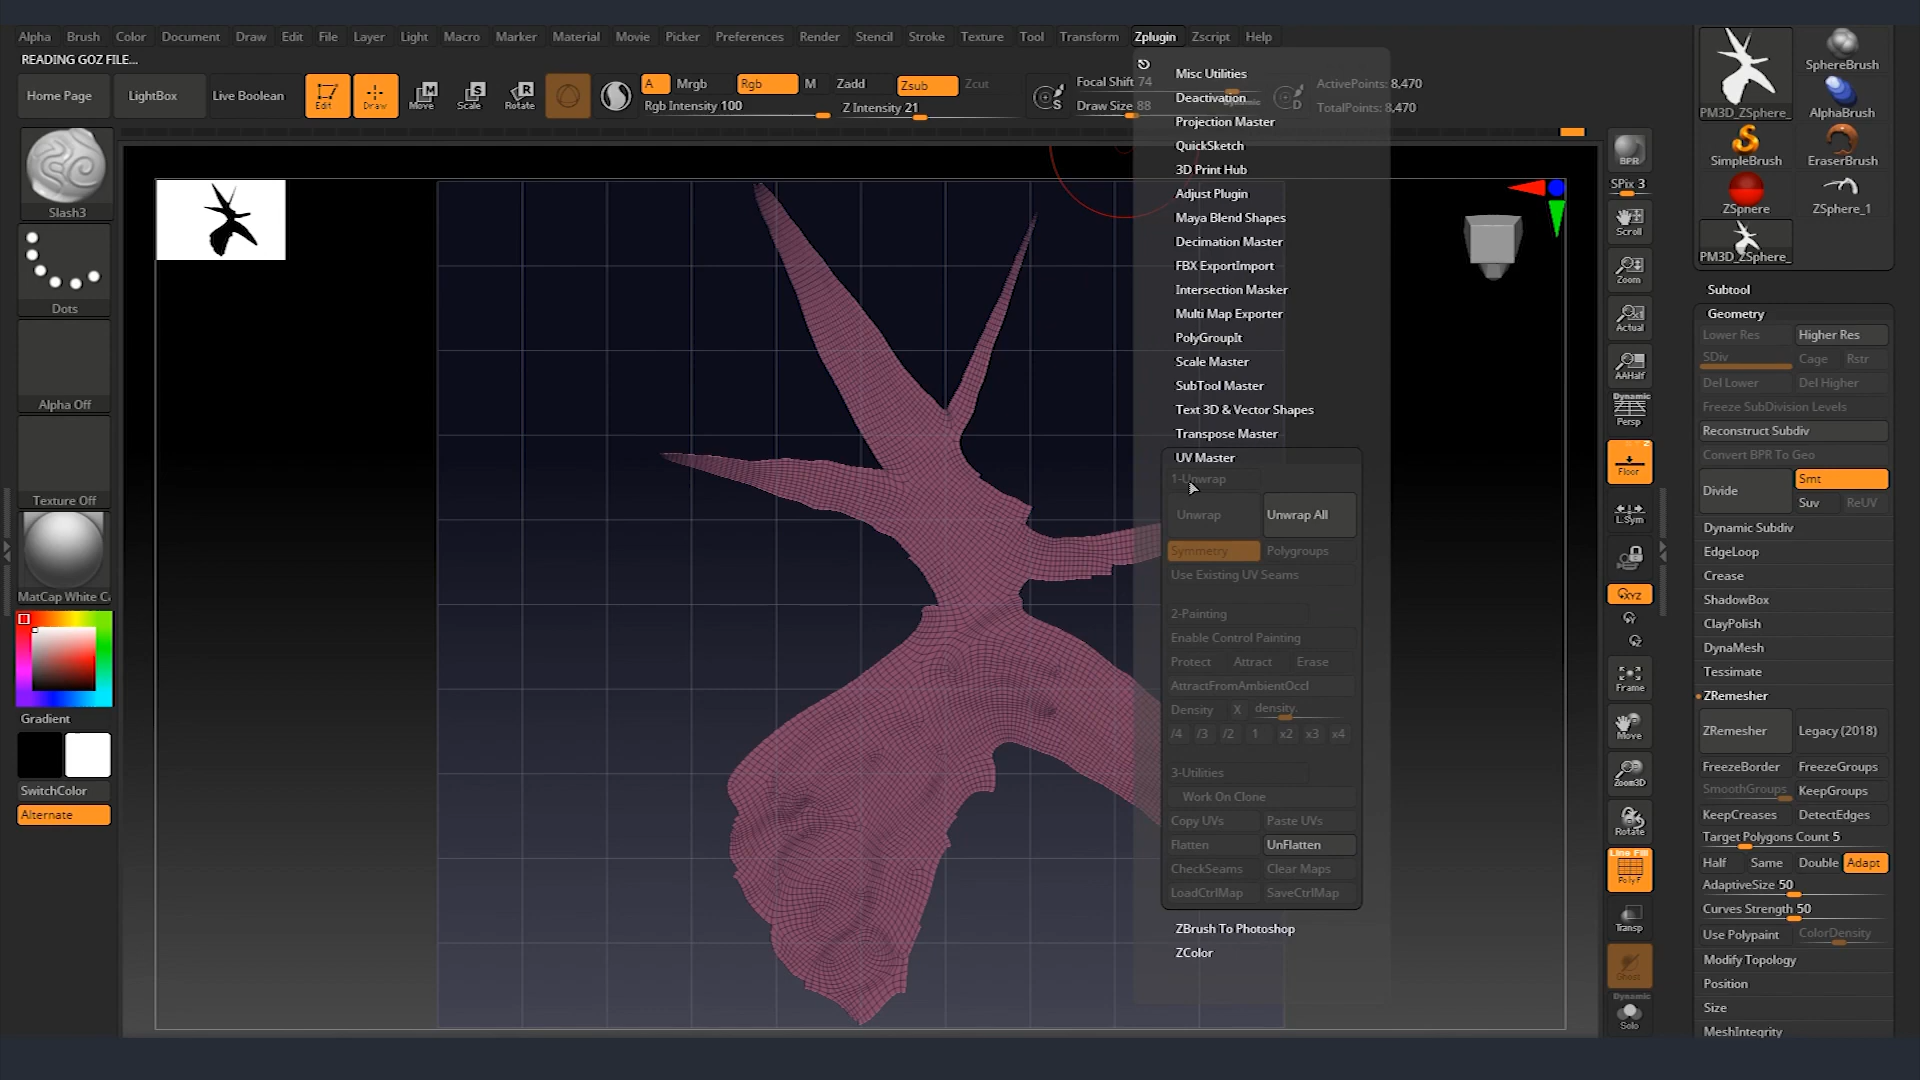 Alpha Brush Color Document Draw Edit File Layer Light Macro Marker Material Movie Picker Preferences Render Stencil Stroke Texture Tool Transform Zplugin Zscript Help
READING GOZ FILE...
Home Page LightBox Live Boolean Edit Draw Move Scale Rotate A Mrgb Rgb M Zadd Zsub Zcut
Rgb Intensity 100 Z Intensity 21
Focal Shift 74
Draw Size 88 Dynamic
S D
ActivePoints: 8,470
TotalPoints: 8,470
Slash3
Dots
Alpha Off
Texture Off
MatCap White C
Gradient
SwitchColor
Alternate
Misc Utilities
Deactivation
Projection Master
QuickSketch
3D Print Hub
Adjust Plugin
Maya Blend Shapes
Decimation Master
FBX ExportImport
Intersection Masker
Multi Map Exporter
PolyGroupIt
Scale Master
SubTool Master
Text 3D & Vector Shapes
Transpose Master
UV Master
1-Unwrap
Unwrap Unwrap All
Symmetry Polygroups
Use Existing UV Seams
2-Painting
Enable Control Painting
Protect Attract Erase
AttractFromAmbientOccl
Density X density.
/4 /3 /2 1 x2 x3 x4
3-Utilities
Work On Clone
Copy UVs Paste UVs
Flatten UnFlatten
CheckSeams Clear Maps
LoadCtrlMap SaveCtrlMap
ZBrush To Photoshop
ZColor
BPR
SPix 3
Scroll
Zoom
Actual
AAHalf
Dynamic
Persp
Floor
L.Sym
XYZ
Frame
Move
Zoom3D
Rotate
Line Fill
PolyF
Transp
Ghost
Dynamic
Solo
PM3D_ZSphere_ SphereBrush
AlphaBrush
SimpleBrush EraserBrush
ZSphere ZSphere_1
PM3D_ZSphere_
Subtool
Geometry
Lower Res Higher Res
SDiv Cage Rstr
Del Lower Del Higher
Freeze SubDivision Levels
Reconstruct Subdiv
Convert BPR To Geo
Divide Smt
Suv ReUV
Dynamic Subdiv
EdgeLoop
Crease
ShadowBox
ClayPolish
DynaMesh
Tessimate
ZRemesher
ZRemesher Legacy (2018)
FreezeBorder FreezeGroups
SmoothGroups KeepGroups
KeepCreases DetectEdges
Target Polygons Count 5
Half Same Double Adapt
AdaptiveSize 50
Curves Strength 50
Use Polypaint ColorDensity
Modify Topology
Position
Size
MeshIntegrity